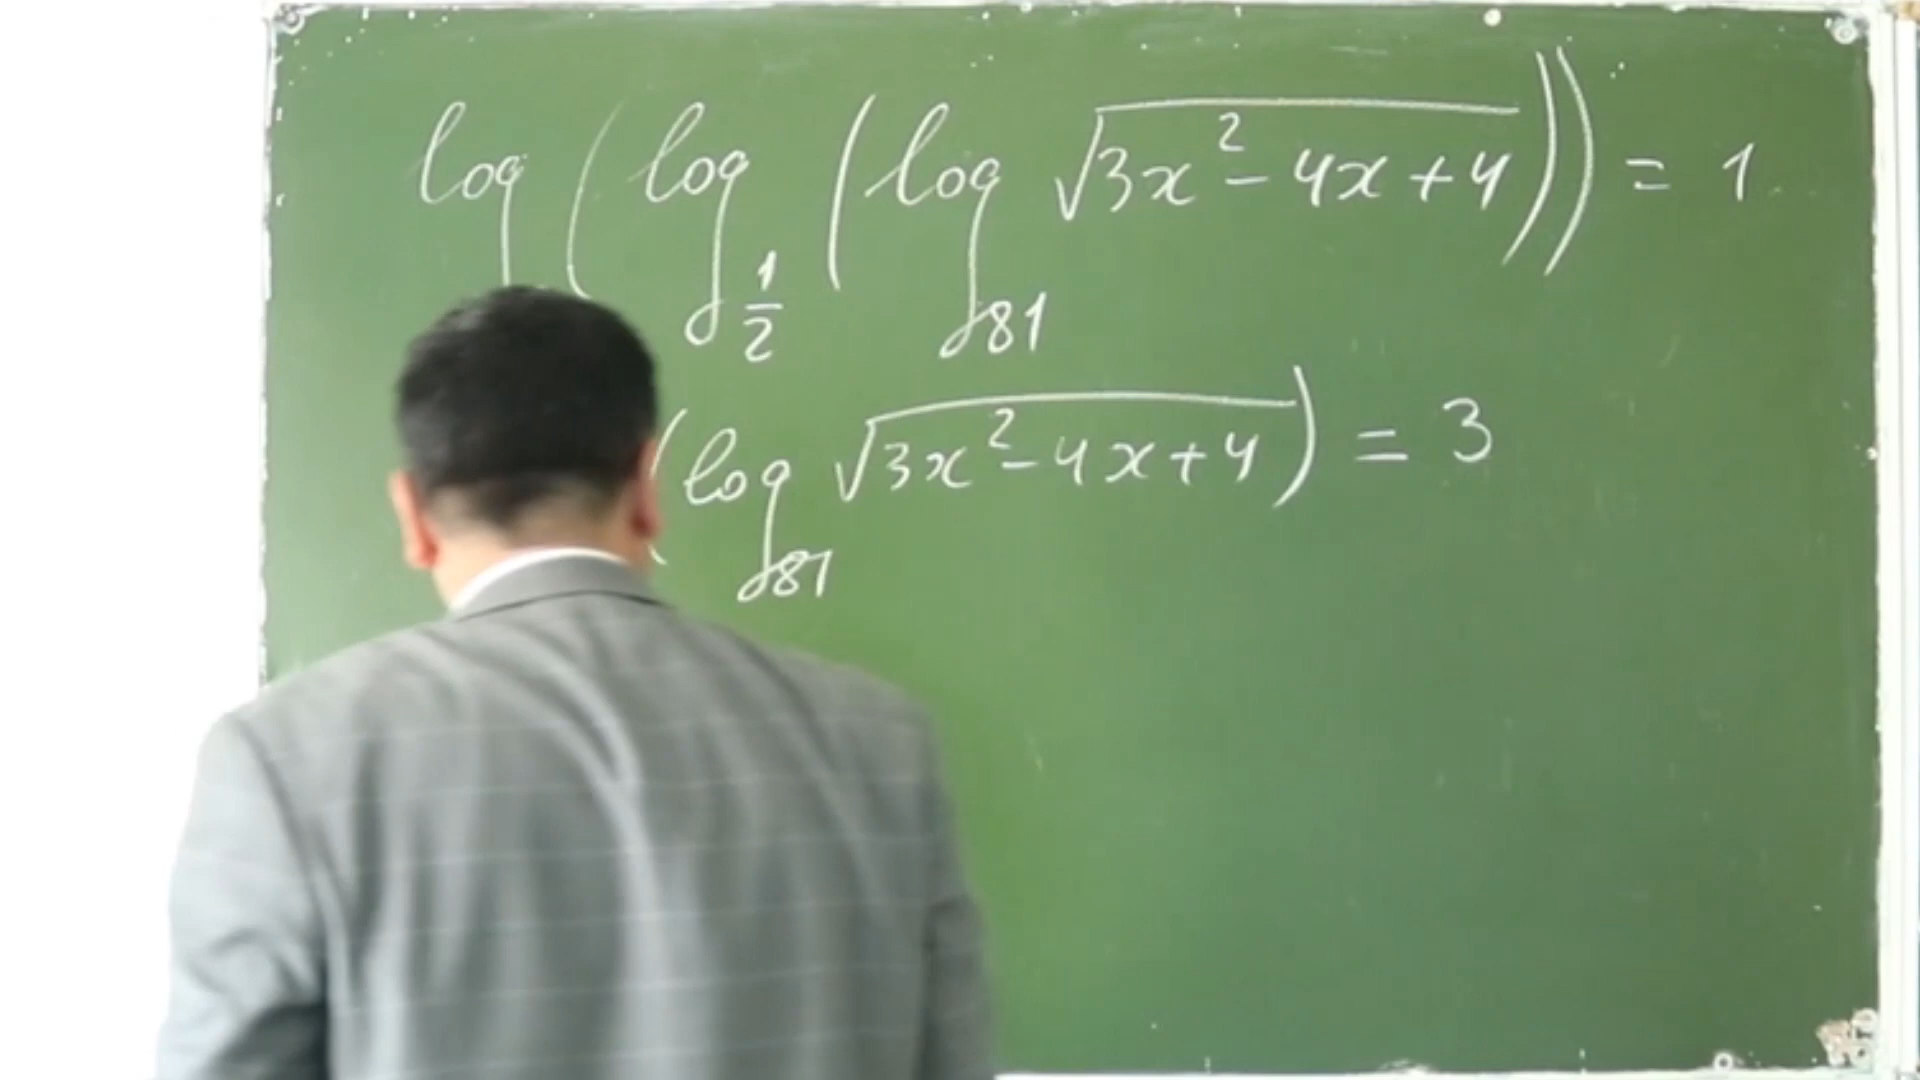 log (log_{1/2} (log_{81} √(3x² - 4x + 4))) = 1
(log_{81} √(3x² - 4x + 4)) = 3